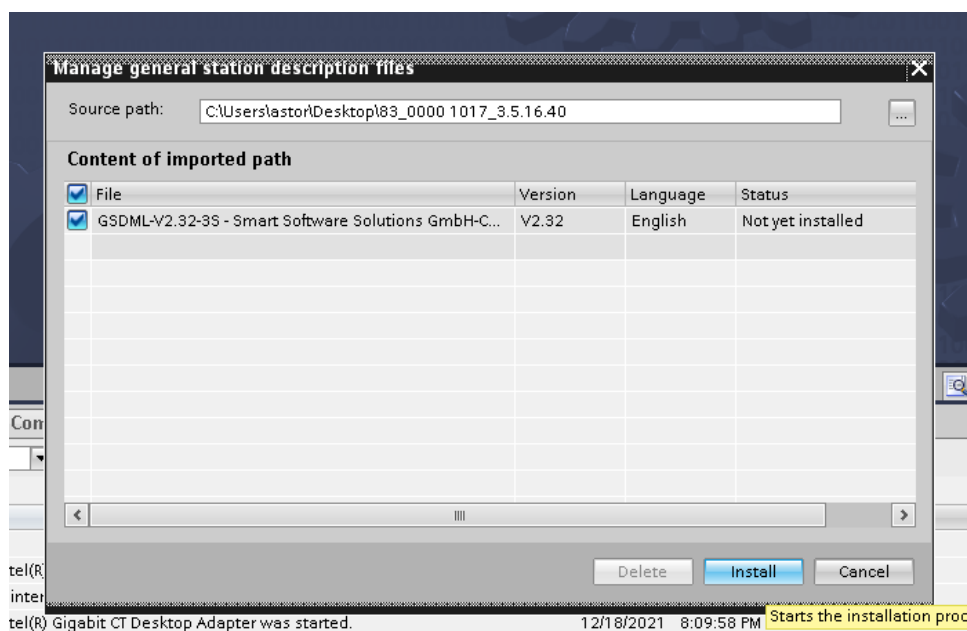 Manage general station description files
Source path: C:\Users\astor\Desktop\83_0000 1017_3.5.16.40 ...
Content of imported path
File Version Language Status
GSDML-V2.32-3S - Smart Software Solutions GmbH-C... V2.32 English Not yet installed
Com
tel(R
Delete Install Cancel
inter
tel(R) Gigabit CT Desktop Adapter was started. 12/18/2021 8:09:58 PM Starts the installation proc